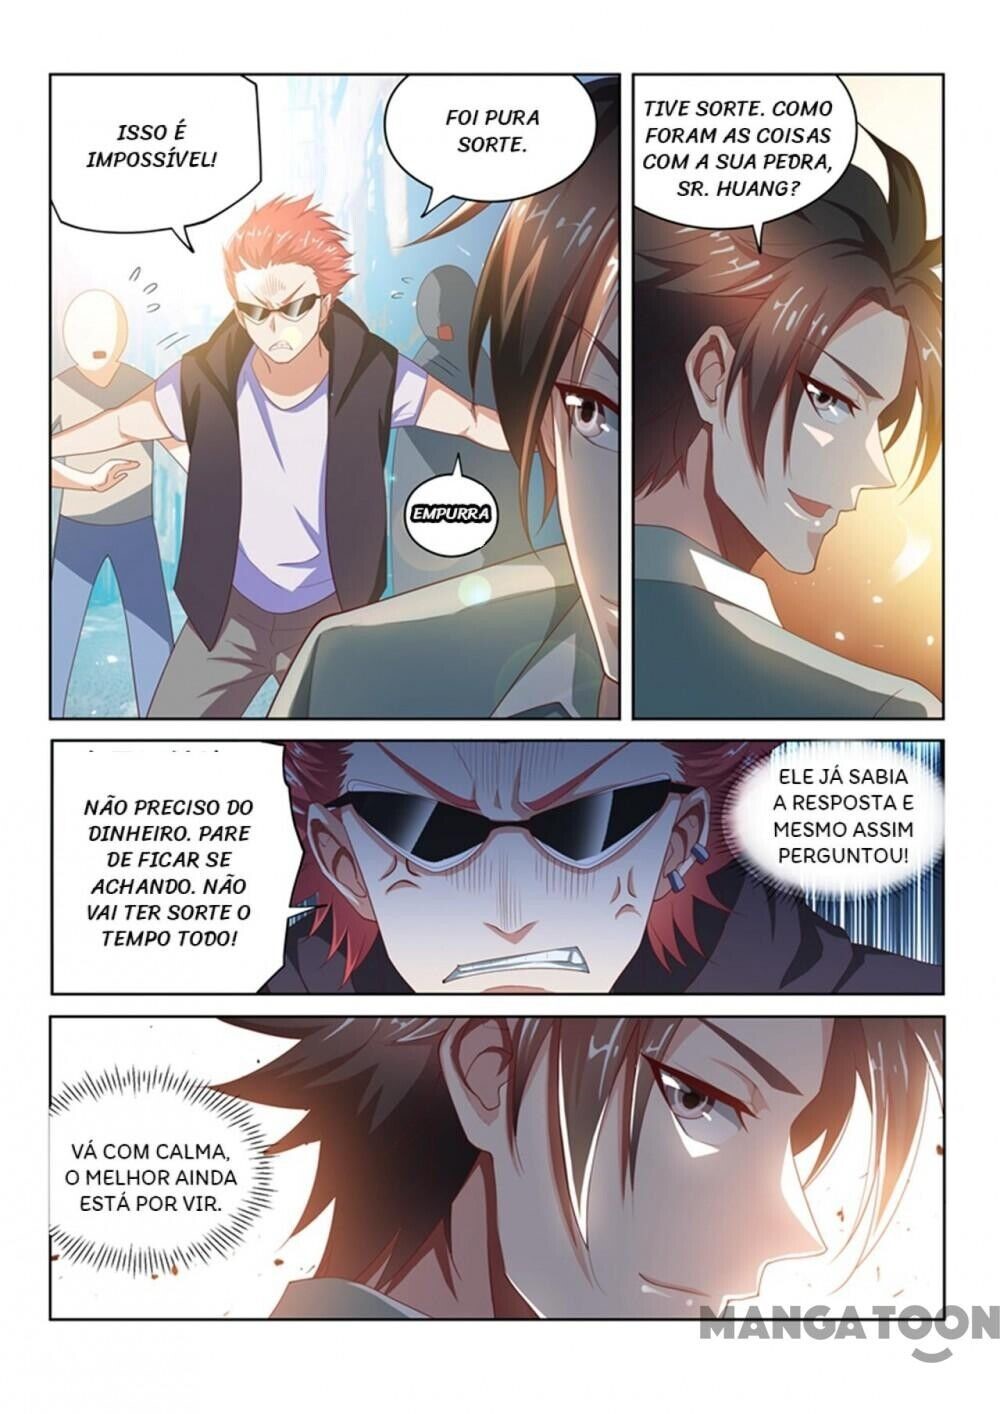 ISSO É
IMPOSSÍVEL!
FOI PURA
SORTE.
EMPURRA
TIVE SORTE. COMO
FORAM AS COISAS
COM A SUA PEDRA,
SR. HUANG?
NÃO PRECISO DO
DINHEIRO. PARE
DE FICAR SE
ACHANDO. NÃO
VAI TER SORTE O
TEMPO TODO!
ELE JÁ SABIA
A RESPOSTA E
MESMO ASSIM
PERGUNTOU!
VÁ COM CALMA,
O MELHOR AINDA
ESTÁ POR VIR.
MANGATOON